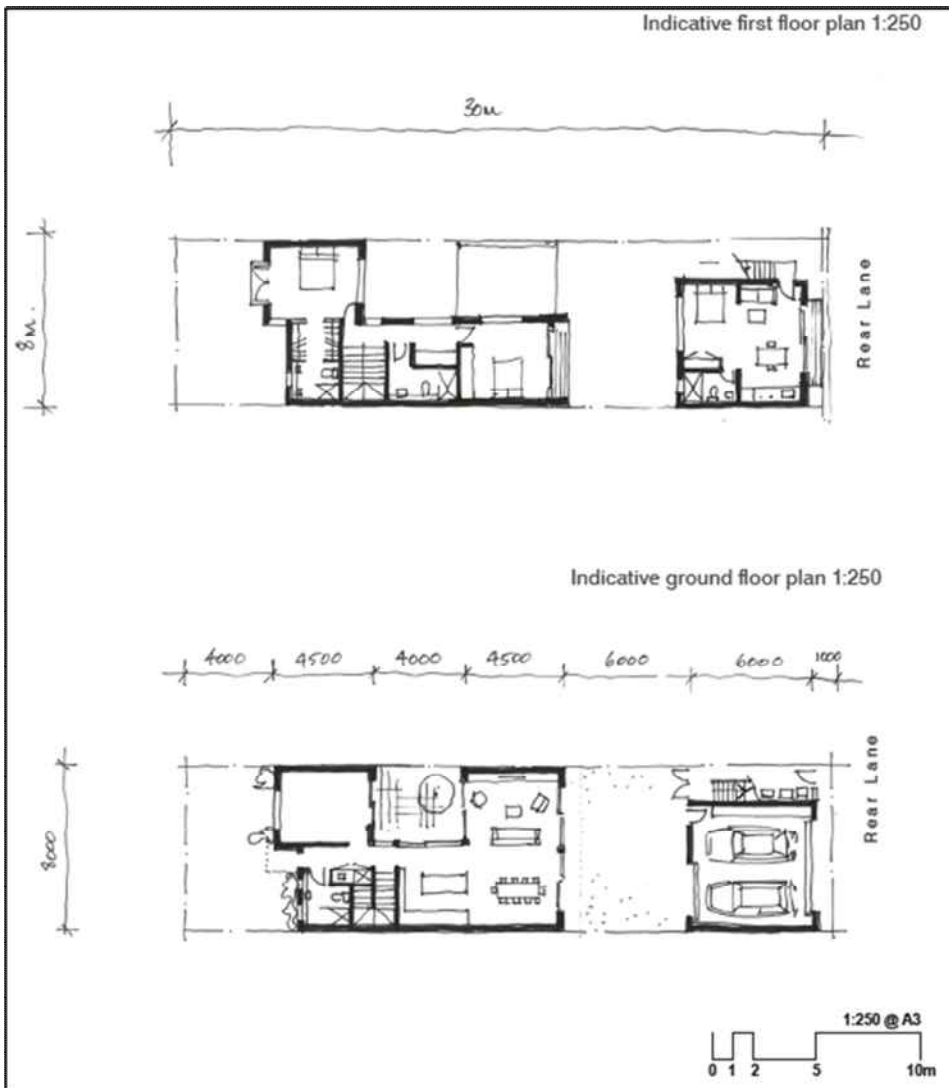 Indicative first floor plan 1:250
30m
8m.
Rear Lane
Indicative ground floor plan 1:250
4000 4500 4000 4500 6000 6000 1000
8000
Rear Lane
1:250 @ A3
0 1 2 5 10m